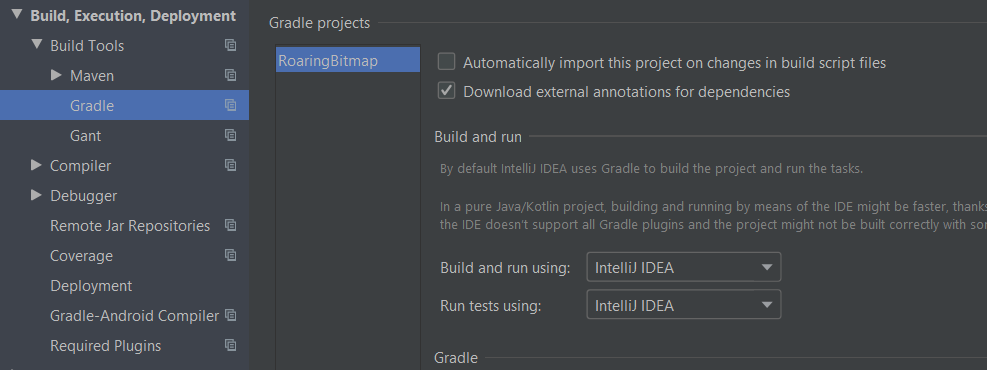 Build, Execution, Deployment
Build Tools
Maven
Gradle
Gant
Compiler
Debugger
Remote Jar Repositories
Coverage
Deployment
Gradle-Android Compiler
Required Plugins
Gradle projects
RoaringBitmap
Automatically import this project on changes in build script files
Download external annotations for dependencies
Build and run
By default IntelliJ IDEA uses Gradle to build the project and run the tasks.
In a pure Java/Kotlin project, building and running by means of the IDE might be faster, thanks
the IDE doesn't support all Gradle plugins and the project might not be built correctly with so
Build and run using: IntelliJ IDEA
Run tests using: IntelliJ IDEA
Gradle